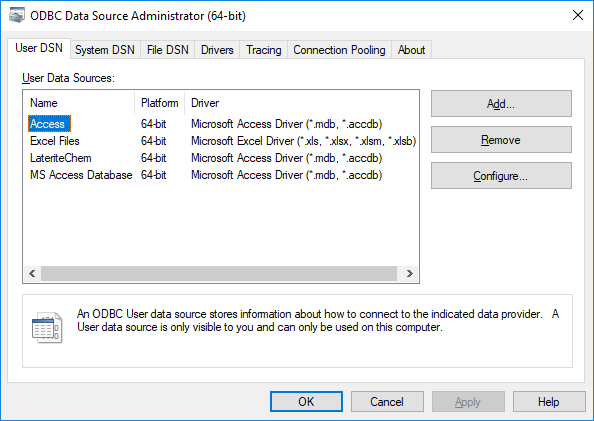 ODBC Data Source Administrator (64-bit)
User DSN System DSN File DSN Drivers Tracing Connection Pooling About
User Data Sources:
Name Platform Driver
Access 64-bit Microsoft Access Driver (*.mdb, *.accdb)
Excel Files 64-bit Microsoft Excel Driver (*.xls, *.xlsx, *.xlsm, *.xlsb)
LateriteChem 64-bit Microsoft Access Driver (*.mdb, *.accdb)
MS Access Database 64-bit Microsoft Access Driver (*.mdb, *.accdb)
Add...
Remove
Configure...
An ODBC User data source stores information about how to connect to the indicated data provider. A
User data source is only visible to you and can only be used on this computer.
OK Cancel Apply Help